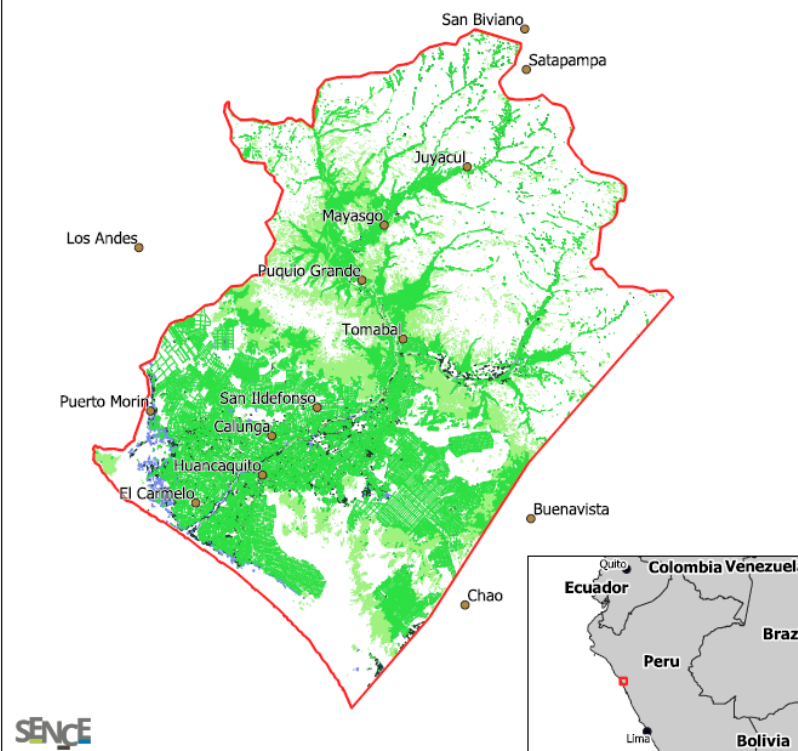 San Biviano
Satapampa
Juyacul
Mayasgo
Los Andes
Puquio Grande
Tomabal
Puerto Morin
San Ildefonso
Calunga
Huancaquito
El Carmelo
Buenavista
Chao
Quito
Colombia
Venezuel
Ecuador
Braz
Peru
Lima
Bolivia
SENCE